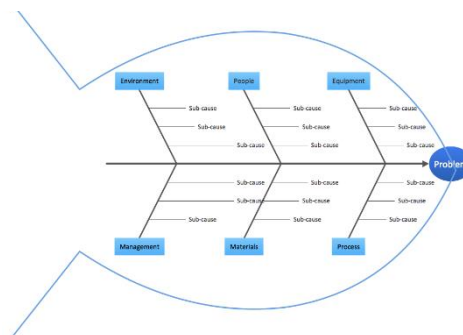 Environment People Equipment
Sub-cause Sub-cause Sub-cause
Sub-cause Sub-cause Sub-cause
Sub-cause Sub-cause Sub-cause
Problem
Sub-cause Sub-cause Sub-cause
Sub-cause Sub-cause Sub-cause
Sub-cause Sub-cause Sub-cause
Management Materials Process